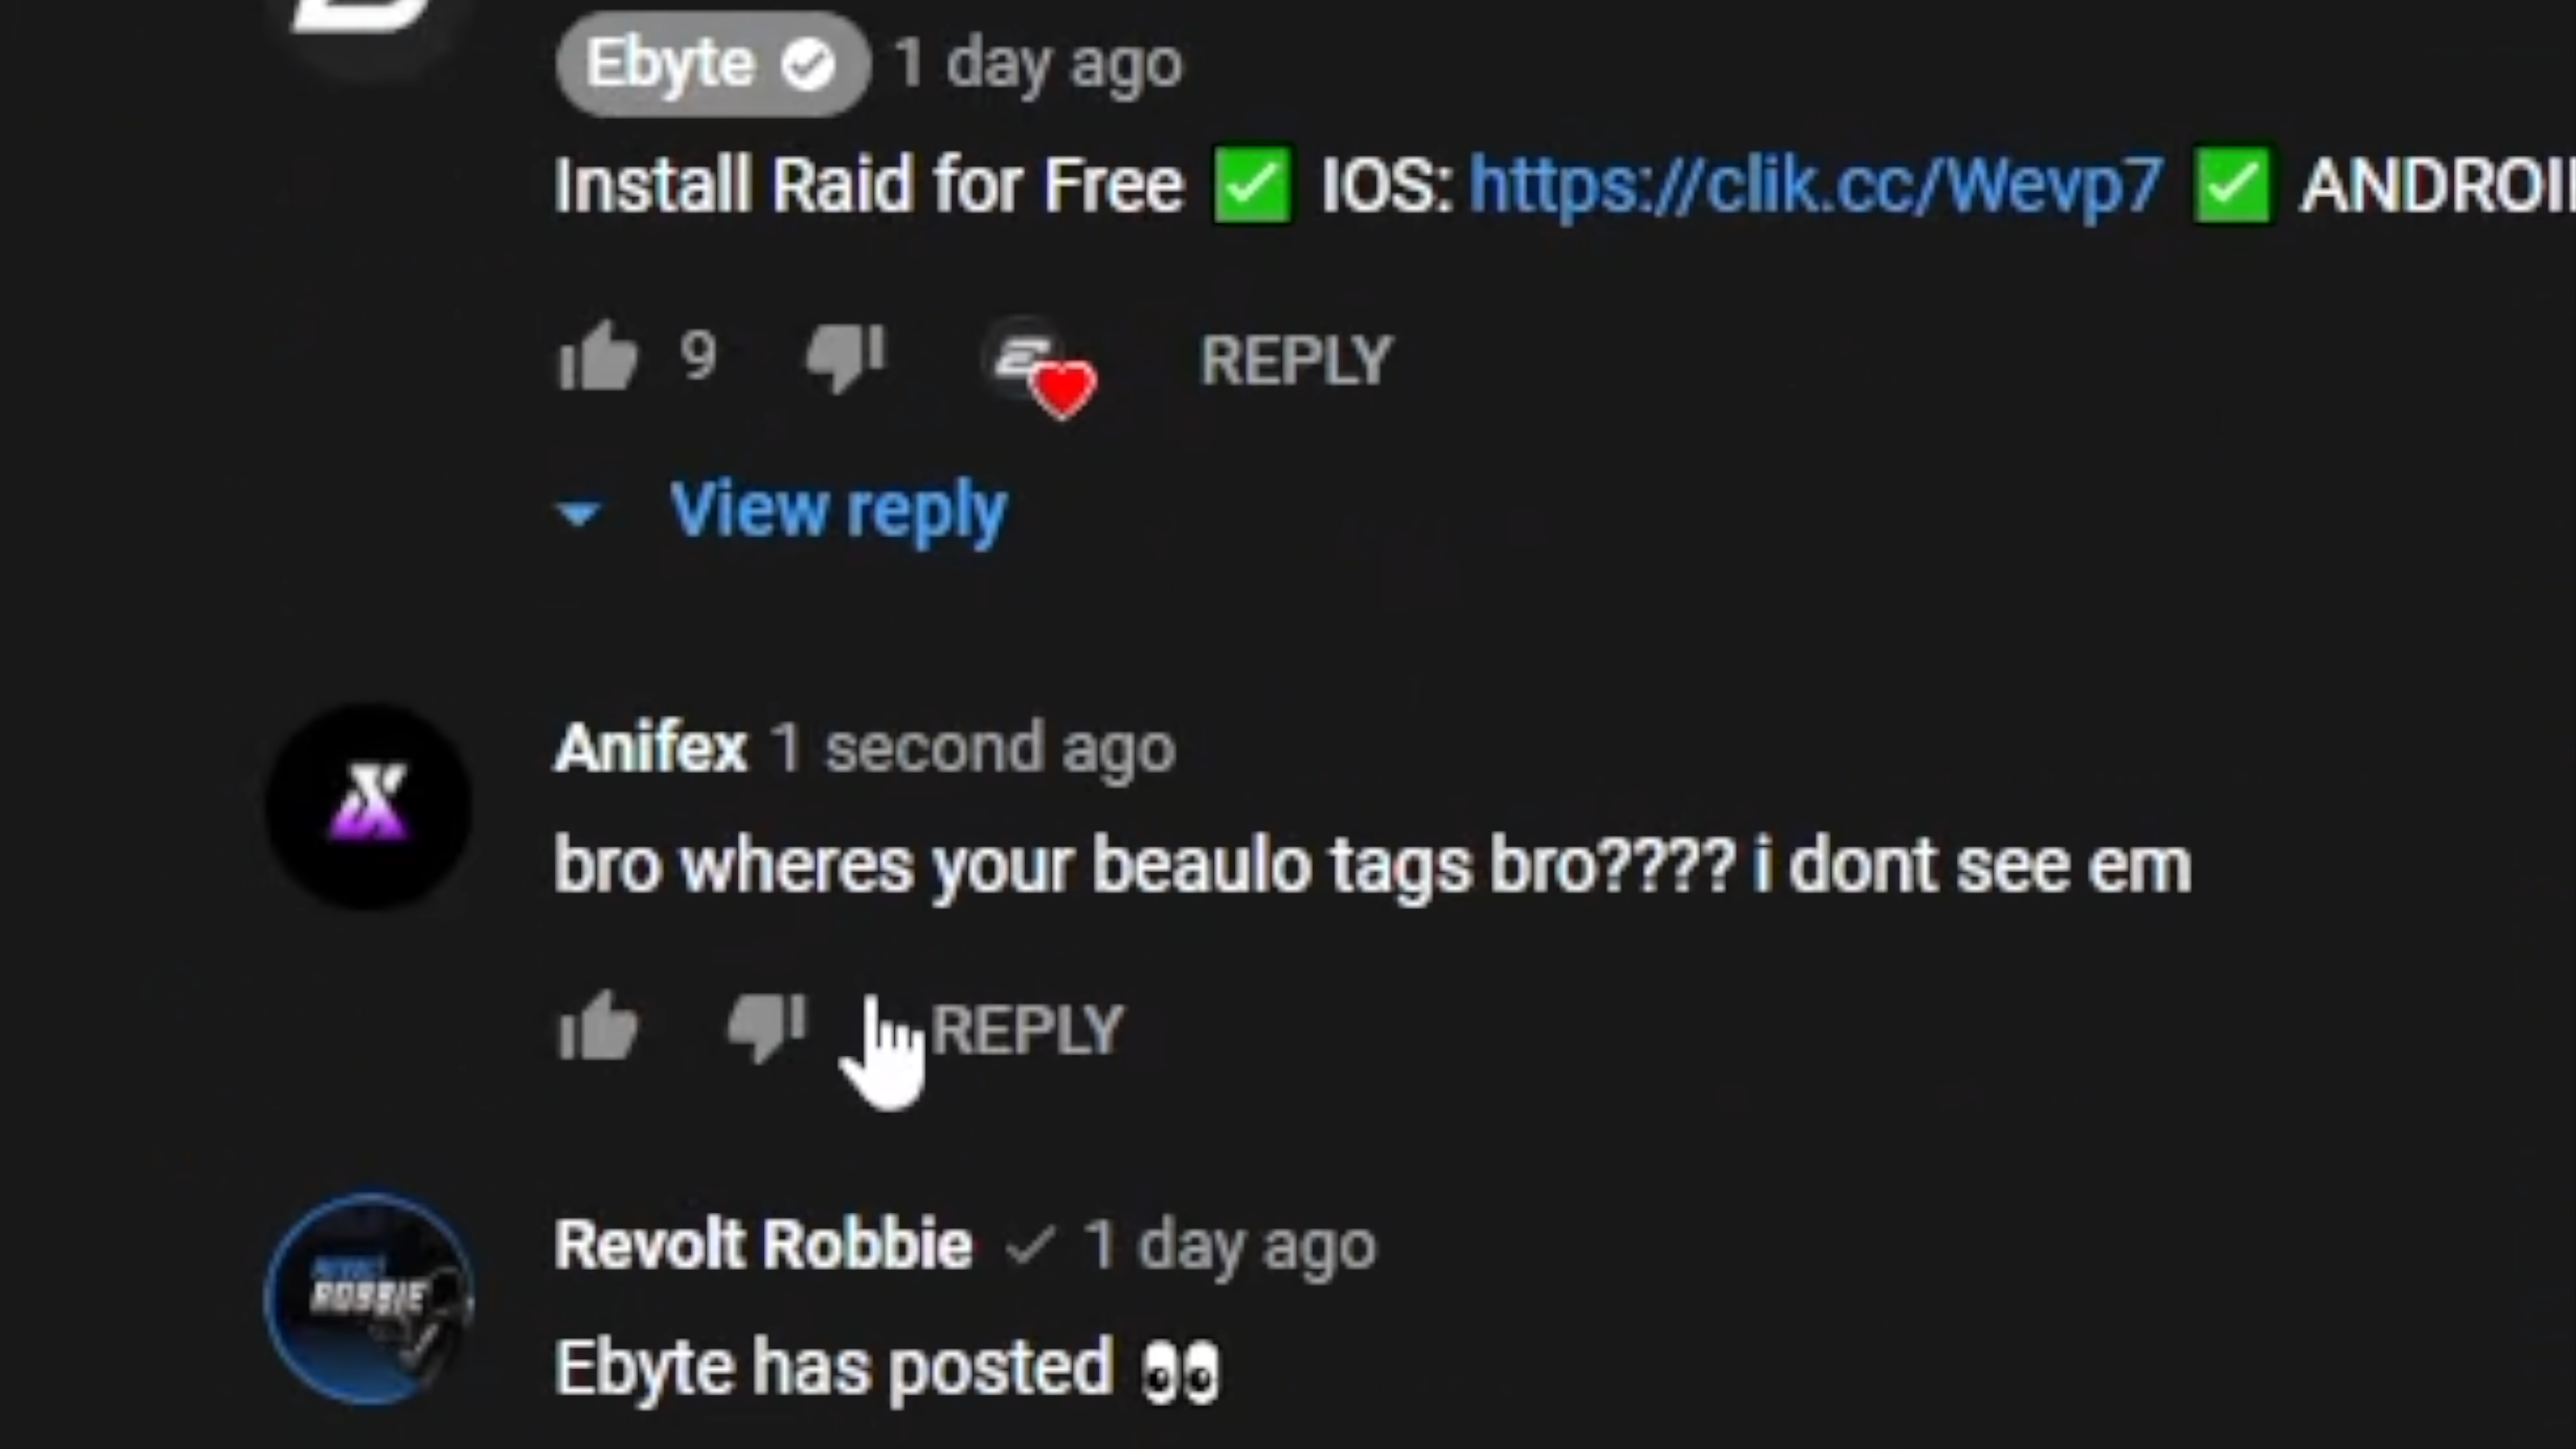 Ebyte 1 day ago
Install Raid for Free ✅ IOS: https://clik.cc/Wevp7 ✅ ANDROI
9 REPLY
View reply
Anifex 1 second ago
bro wheres your beaulo tags bro???? i dont see em
REPLY
Revolt Robbie 1 day ago
ROBBIE
Ebyte has posted 👀